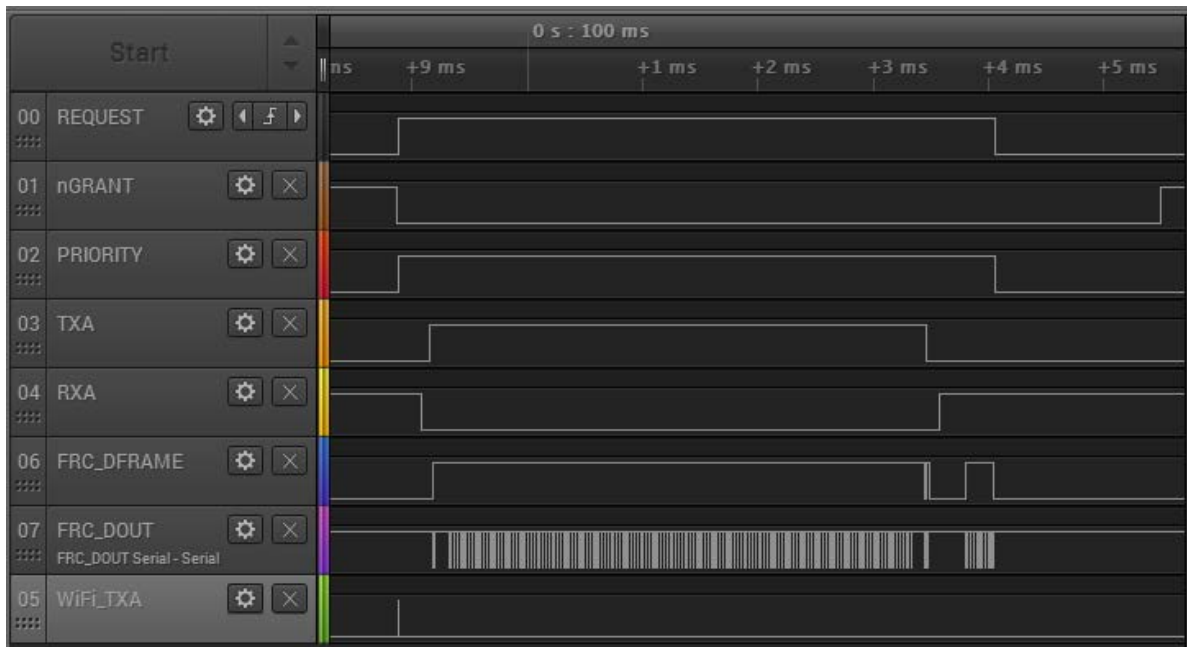 Start
0 s : 100 ms
ns +9 ms +1 ms +2 ms +3 ms +4 ms +5 ms
00 REQUEST
01 nGRANT
02 PRIORITY
03 TXA
04 RXA
06 FRC_DFRAME
07 FRC_DOUT
FRC_DOUT Serial - Serial
05 WiFi_TXA